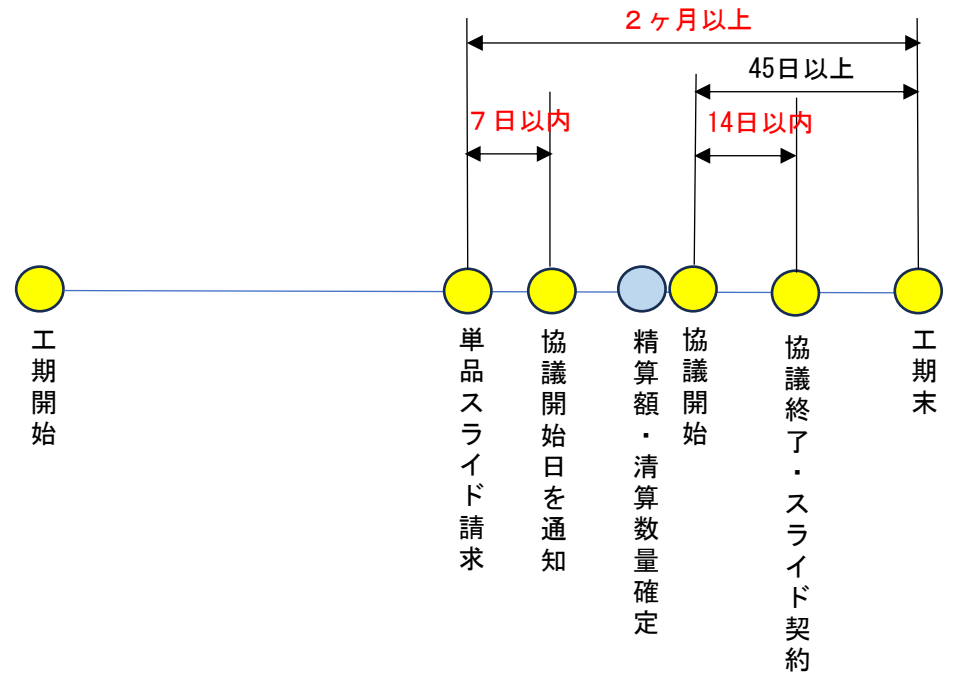 ２ヶ月以上
45日以上
７日以内
14日以内
工期開始
単品スライド請求
協議開始日を通知
精算額・清算数量確定
協議開始
協議終了・スライド契約
工期末